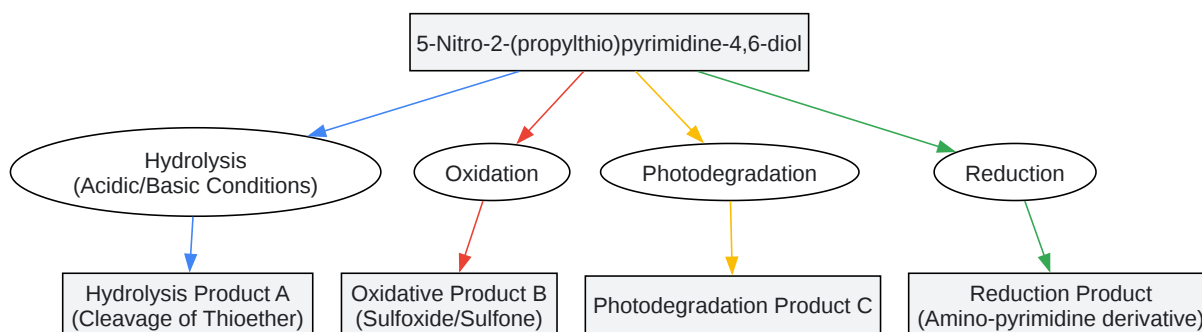 5-Nitro-2-(propylthio)pyrimidine-4,6-diol
Hydrolysis
(Acidic/Basic Conditions)
Oxidation
Photodegradation
Reduction
Hydrolysis Product A
(Cleavage of Thioether)
Oxidative Product B
(Sulfoxide/Sulfone)
Photodegradation Product C
Reduction Product
(Amino-pyrimidine derivative)